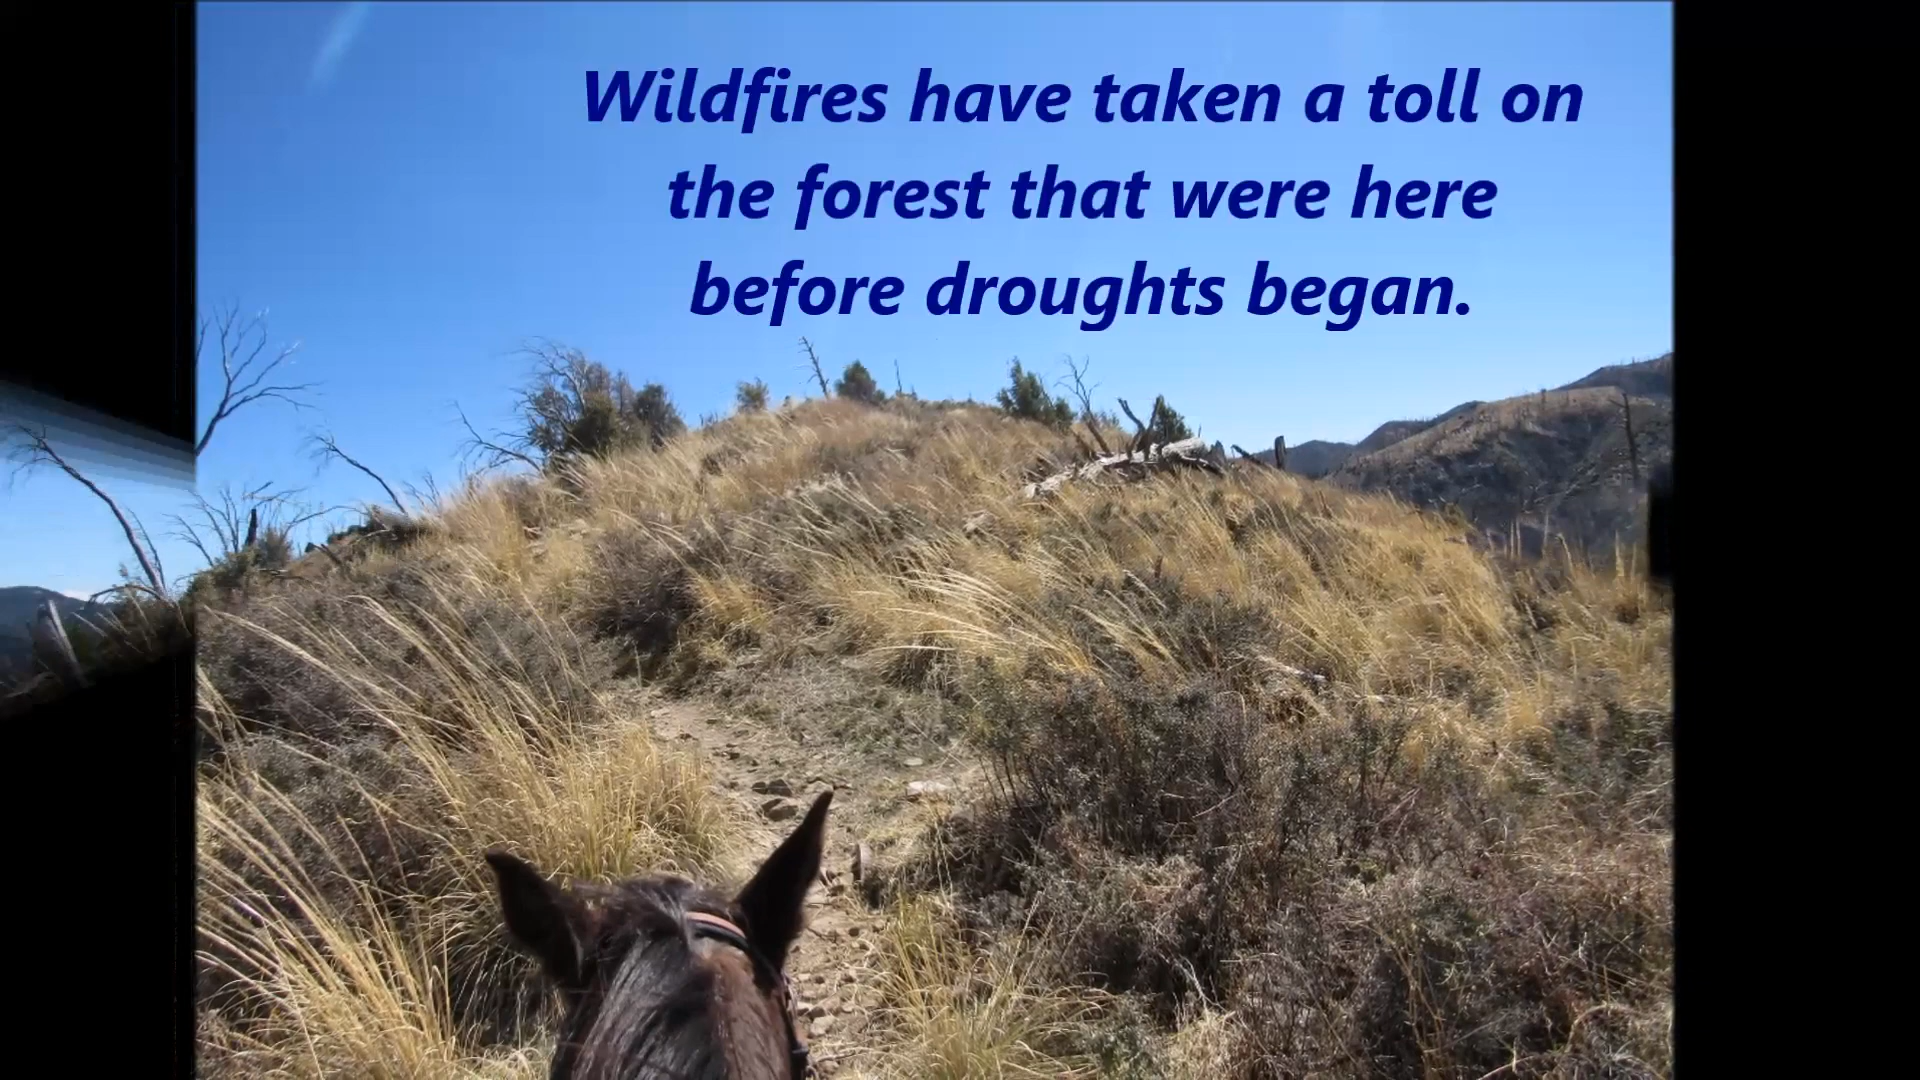 Wildfires have taken a toll on
the forest that were here
before droughts began.